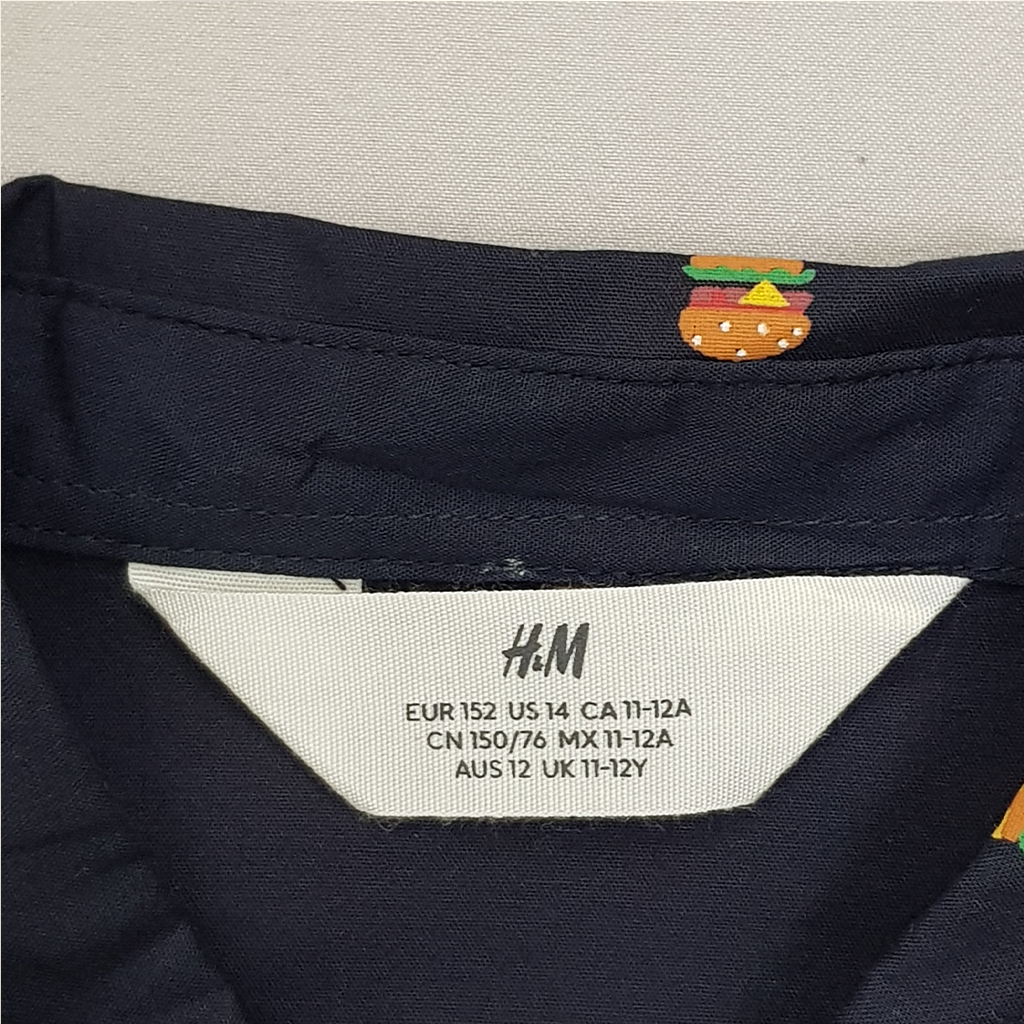 H&M
EUR 152 US 14 CA 11-12A
CN 150/76 MX 11-12A
AUS 12 UK 11-12Y